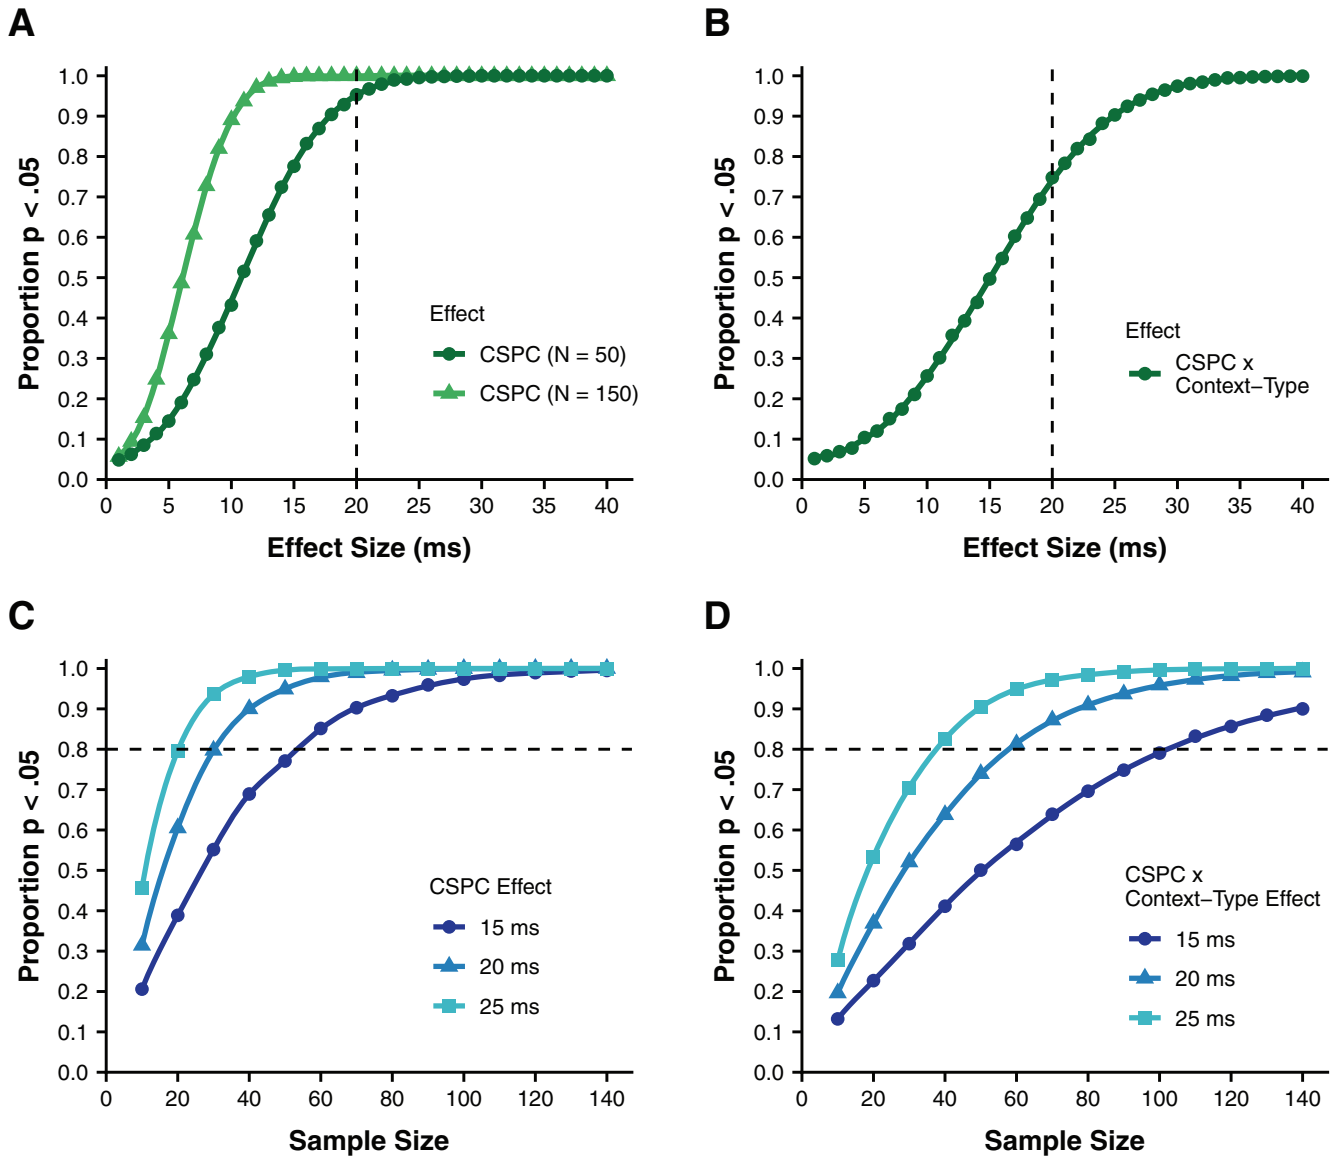 A
Proportion p < .05
1.0
0.9
0.8
0.7
0.6
0.5
0.4
0.3
0.2
0.1
0.0
0 5 10 15 20 25 30 35 40
Effect Size (ms)
Effect
CSPC (N = 50)
CSPC (N = 150)
B
Proportion p < .05
1.0
0.9
0.8
0.7
0.6
0.5
0.4
0.3
0.2
0.1
0.0
0 5 10 15 20 25 30 35 40
Effect Size (ms)
Effect
CSPC x
Context−Type
C
Proportion p < .05
1.0
0.9
0.8
0.7
0.6
0.5
0.4
0.3
0.2
0.1
0.0
0 20 40 60 80 100 120 140
Sample Size
CSPC Effect
15 ms
20 ms
25 ms
D
Proportion p < .05
1.0
0.9
0.8
0.7
0.6
0.5
0.4
0.3
0.2
0.1
0.0
0 20 40 60 80 100 120 140
Sample Size
CSPC x
Context−Type Effect
15 ms
20 ms
25 ms